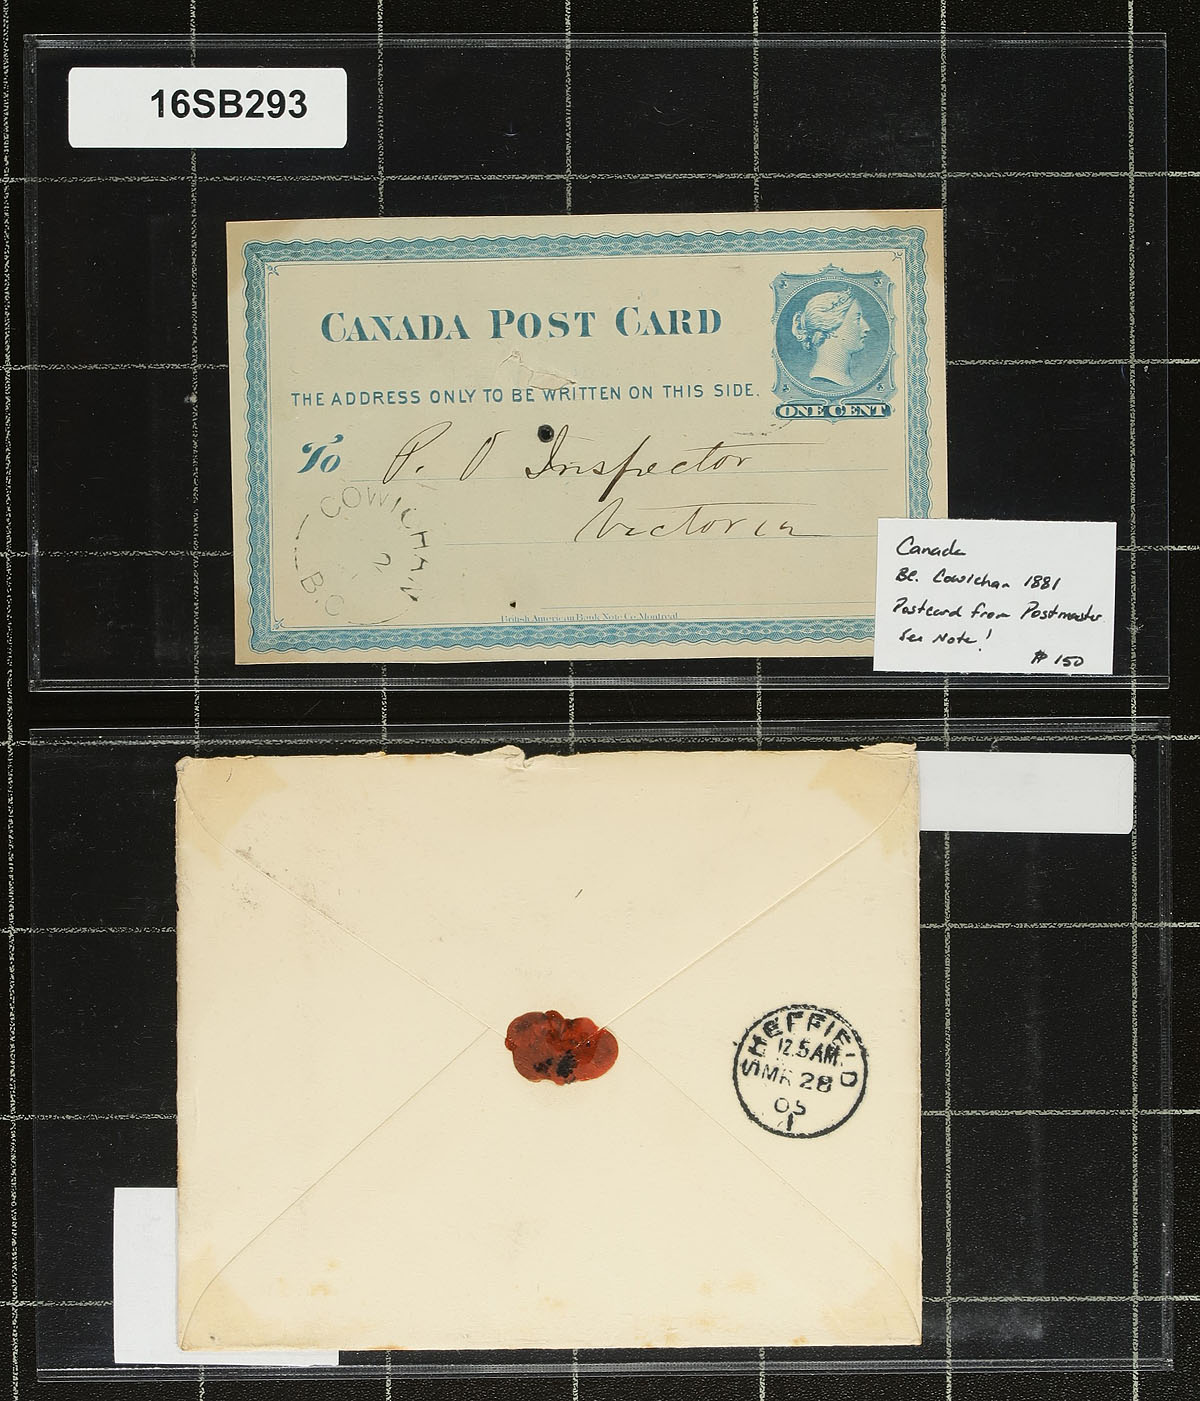 16SB293
CANADA POST CARD
THE ADDRESS ONLY TO BE WRITTEN ON THIS SIDE.
ONE CENT
To P. O Inspector
Victoria
COWICHAN
2
B.C
British American Bank Note Co. Montreal
Canada
BC. Cowichan 1881
Postcard from Postmaster
See Note!
$150
SHEFFIELD
12.5AM
MR 28
05
1